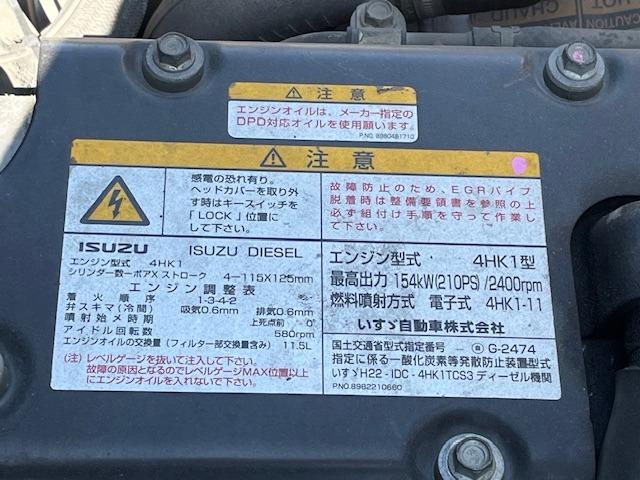 CAUTION
CHAUD
⚠ 注意
エンジンオイルは、メーカー指定の
DPD対応オイルを使用願います。
P.NO. 8980481710
⚠ 注意
感電の恐れ有り。
ヘッドカバーを取り外
す時はキースイッチを
「LOCK」位置に
して下さい。
故障防止のため、EGRパイプ
脱着時は整備要領書を参照の上
必ず組付け手順を守って作業し
て下さい。
ISUZU ISUZU DIESEL
エンジン型式 4HK1
シリンダー数ーボアX ストローク 4-115X125mm
エンジン調整表
着火順序 1-3-4-2
弁スキマ(冷間) 吸気0.6mm 排気0.6mm
噴射始メ時期 上死点前 0°
アイドル回転数 580rpm
エンジンオイルの交換量(フィルター部交換量含み) 11.5L
(注)レベルゲージを抜いて注入して下さい。
故障の原因となるのでレベルゲージMAX位置以上
にエンジンオイルを入れないで下さい。
エンジン型式 4HK1型
最高出力 154kW(210PS)/2400rpm
燃料噴射方式 電子式 4HK1-11
いすゞ自動車株式会社
国土交通省型式指定番号 G-2474
指定に係る一酸化炭素等発散防止装置型式
いすゞH22-IDC-4HK1TCS3 ディーゼル機関
P.NO. 8982210660